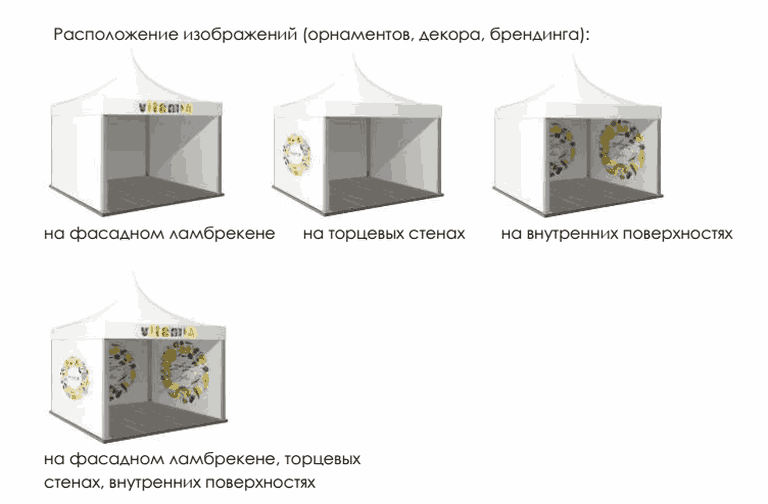 Расположение изображений (орнаментов, декора, брендинга):
на фасадном ламбрекене
на торцевых стенах
на внутренних поверхностях
на фасадном ламбрекене, торцевых
стенах, внутренних поверхностях